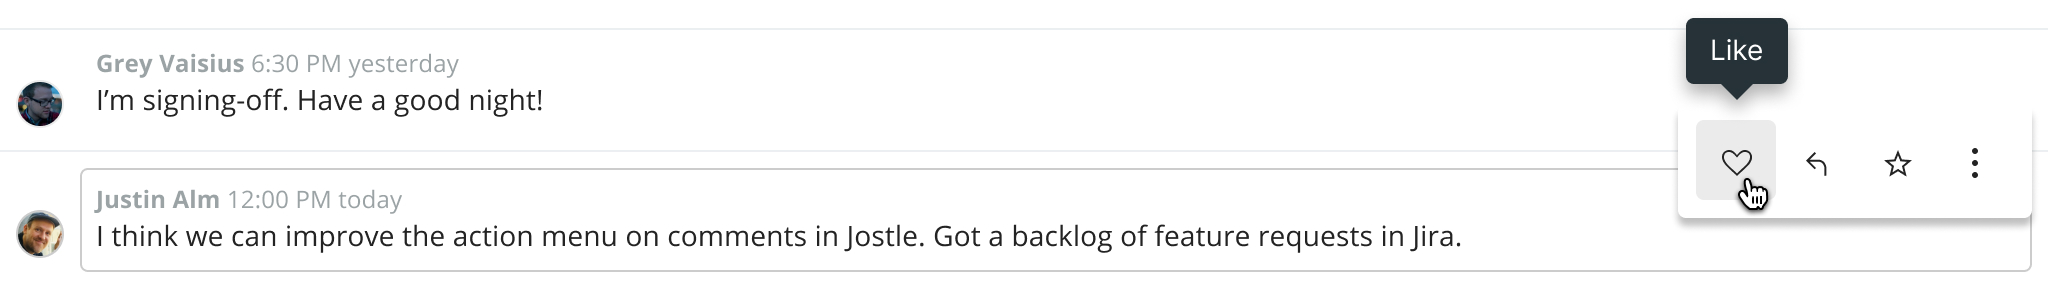 Like
Grey Vaisius 6:30 PM yesterday
I’m signing-off. Have a good night!
Justin Alm 12:00 PM today
I think we can improve the action menu on comments in Jostle. Got a backlog of feature requests in Jira.